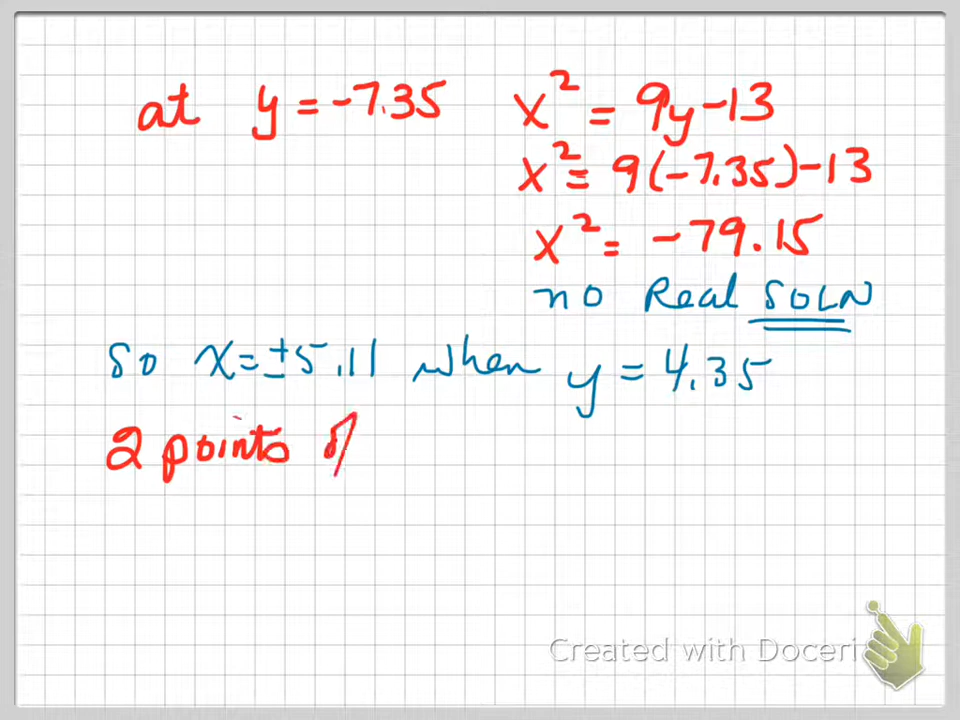 at y = -7.35 x² = 9y - 13
x² = 9(-7.35) - 13
x² = -79.15
no Real SOLN
So x = ±5.11 when y = 4.35
2 points
Created with Doceri